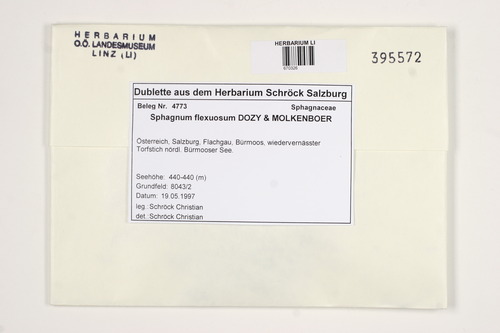 HERBARIUM
O.Ö. LANDESMUSEUM
LINZ (LI)
HERBARIUM LI
395572
Dublette aus dem Herbarium Schröck Salzburg
Beleg Nr. 4773 Sphagnaceae
Sphagnum flexuosum DOZY & MOLKENBOER
Österreich, Salzburg, Flachgau, Bürmoos, wiedervernässter
Torfstich nördl. Bürmooser See.
Seehöhe: 440-440 (m)
Grundfeld: 8043/2
Datum: 19.05.1997
leg. Schröck Christian
det. Schröck Christian